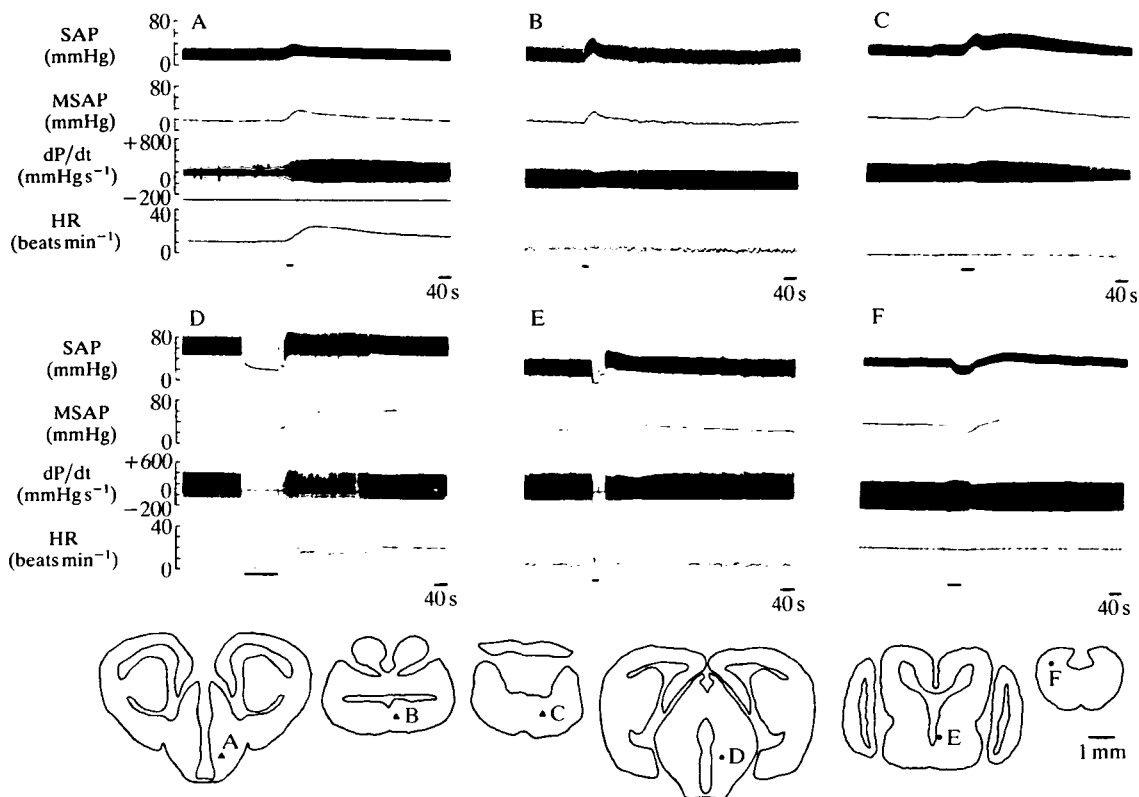 A B C
80
SAP
(mmHg)
0
80
MSAP
(mmHg)
0
+800
dP/dt
(mmHg s⁻¹)
0
−200
40
HR
(beats min⁻¹)
0
40 s 40 s 40 s
D E F
80
SAP
(mmHg)
0
80
MSAP
(mmHg)
0
+600
dP/dt
(mmHg s⁻¹)
0
−200
40
HR
(beats min⁻¹)
0
40 s 40 s 40 s
A B C D E F
1 mm